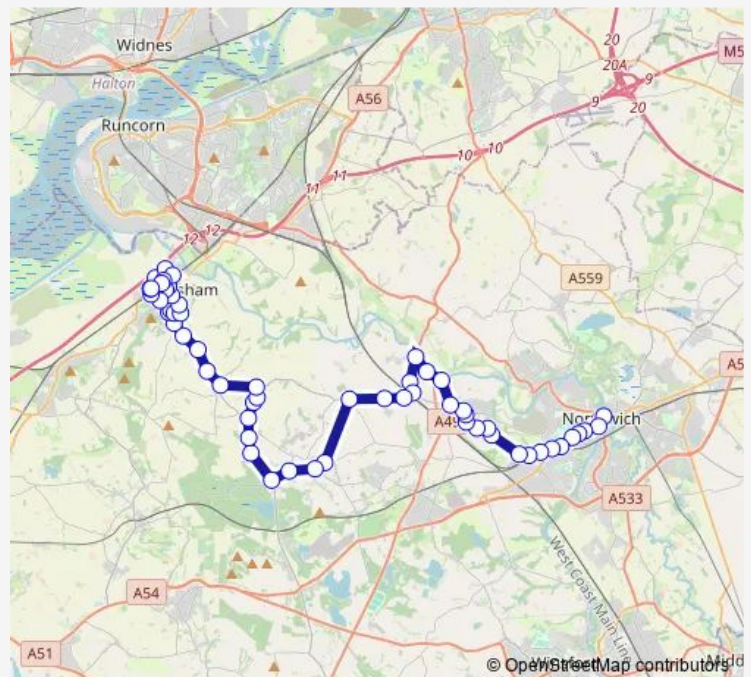 20
Widnes
20A
M5
9
Halton
A56
9
20
Runcorn
10
10
11
11
12
12
A559
sham
A5
A49
Northwich
A533
West Coast Main Line
A54
A51
© OpenStreetMap contributors